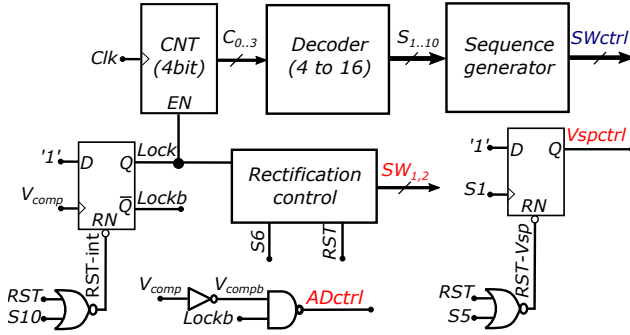 Clk
CNT
(4bit)
EN
C0..3
Decoder
(4 to 16)
S1..10
Sequence
generator
SWctrl
'1'
D
Q
Lock
Vcomp
Q̅
Lockb
RN
RST-int
RST
S10
Rectification
control
SW1,2
S6
RST
Vcomp
Vcompb
Lockb
ADctrl
'1'
D
Q
Vspctrl
S1
RN
RST-Vsp
RST
S5